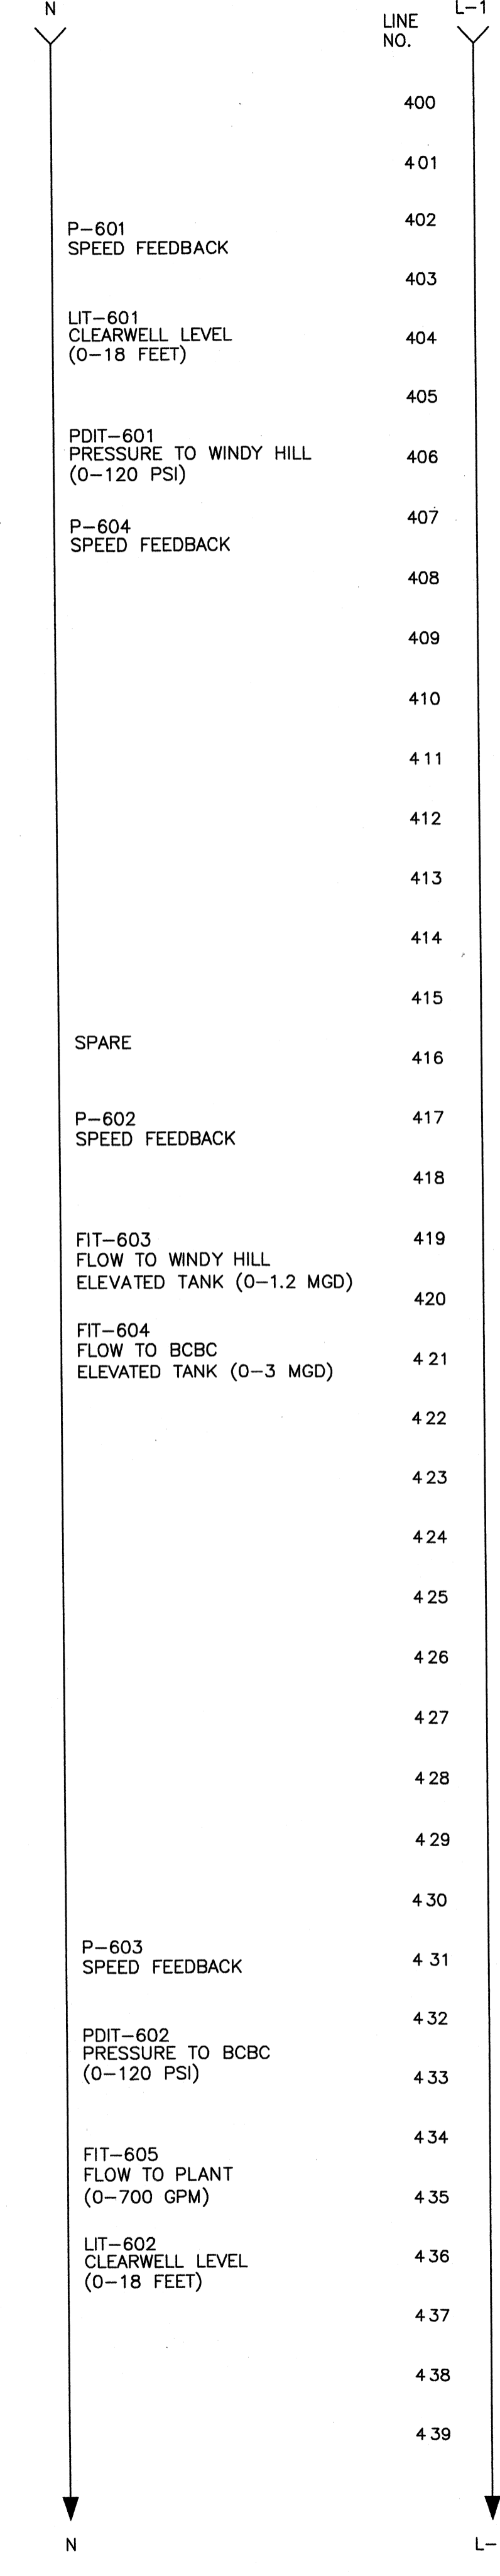 N
L-1
LINE
NO.
400
401
402
P-601
SPEED FEEDBACK
403
LIT-601
CLEARWELL LEVEL
(0-18 FEET)
404
405
PDIT-601
PRESSURE TO WINDY HILL
(0-120 PSI)
406
407
P-604
SPEED FEEDBACK
408
409
410
411
412
413
414
415
SPARE
416
P-602
SPEED FEEDBACK
417
418
FIT-603
FLOW TO WINDY HILL
ELEVATED TANK (0-1.2 MGD)
419
420
FIT-604
FLOW TO BCBC
ELEVATED TANK (0-3 MGD)
421
422
423
424
425
426
427
428
429
430
P-603
SPEED FEEDBACK
431
432
PDIT-602
PRESSURE TO BCBC
(0-120 PSI)
433
434
FIT-605
FLOW TO PLANT
(0-700 GPM)
435
LIT-602
CLEARWELL LEVEL
(0-18 FEET)
436
437
438
439
N
L-